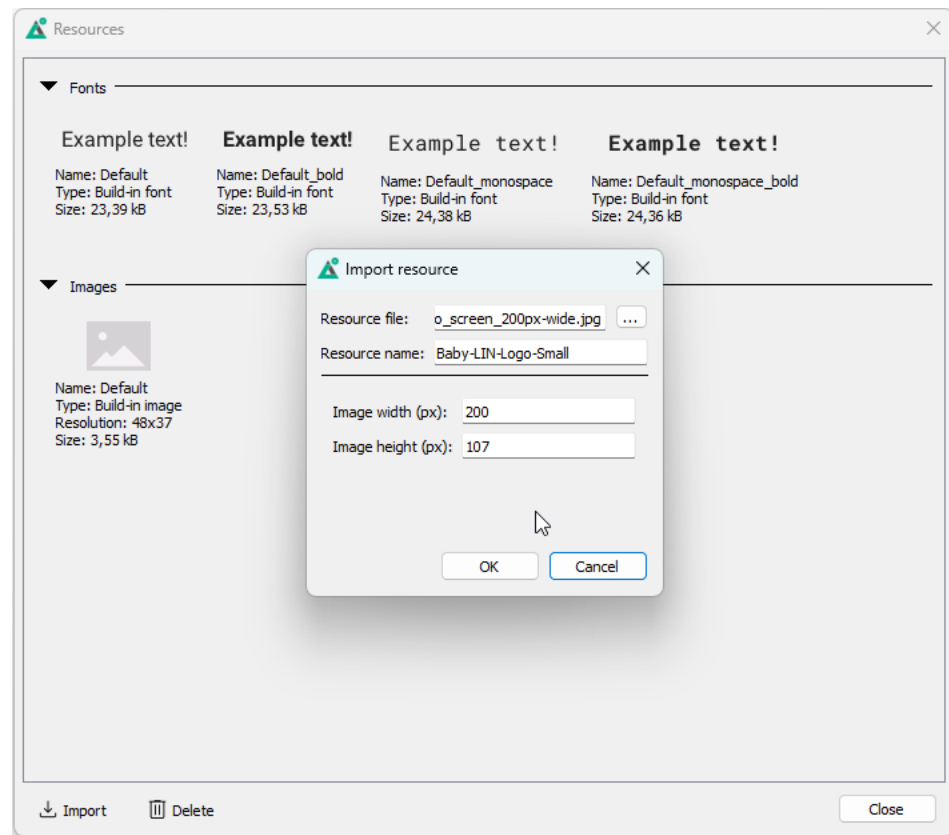 Resources
Fonts
Example text!
Name: Default
Type: Build-in font
Size: 23,39 kB
Example text!
Name: Default_bold
Type: Build-in font
Size: 23,53 kB
Example text!
Name: Default_monospace
Type: Build-in font
Size: 24,38 kB
Example text!
Name: Default_monospace_bold
Type: Build-in font
Size: 24,36 kB
Images
Name: Default
Type: Build-in image
Resolution: 48x37
Size: 3,55 kB
Import resource
Resource file: o_screen_200px-wide.jpg ...
Resource name: Baby-LIN-Logo-Small
Image width (px): 200
Image height (px): 107
OK Cancel
Import Delete Close